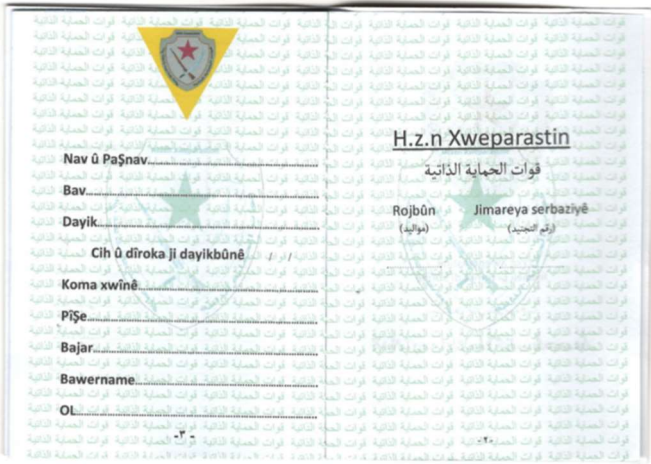 Nav û PaŞnav
Bav
Dayik
Cih û dîroka ji dayikbûnê / /
Koma xwînê
PîŞe
Bajar
Bawername
OL
-٣-
H.z.n Xweparastin
قوات الحماية الذاتية
Rojbûn Jimareya serbaziyê
(مواليد) (رقم التجنيد)
-٢-